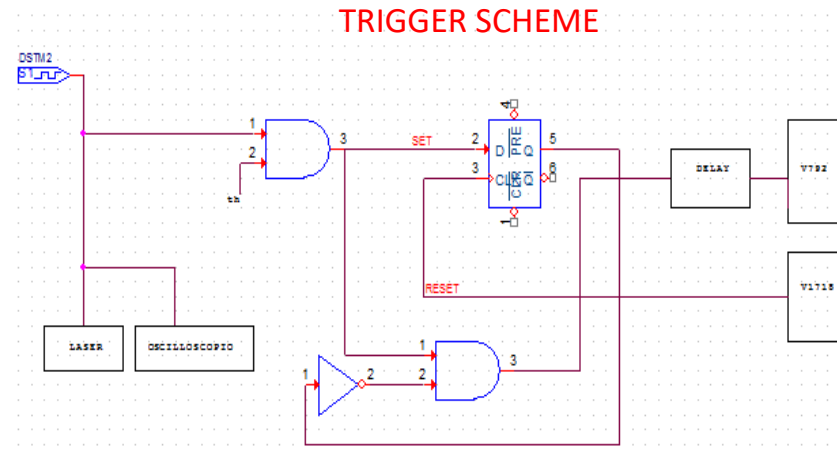 TRIGGER SCHEME
DSTM2
S1
1
2
3
th
SET
2
3
4
D
PRE
Q
5
CLK
CLR
Q
6
1
RESET
DELAY
V792
V1718
LASER
OSCILLOSCOPIO
1
2
1
2
3